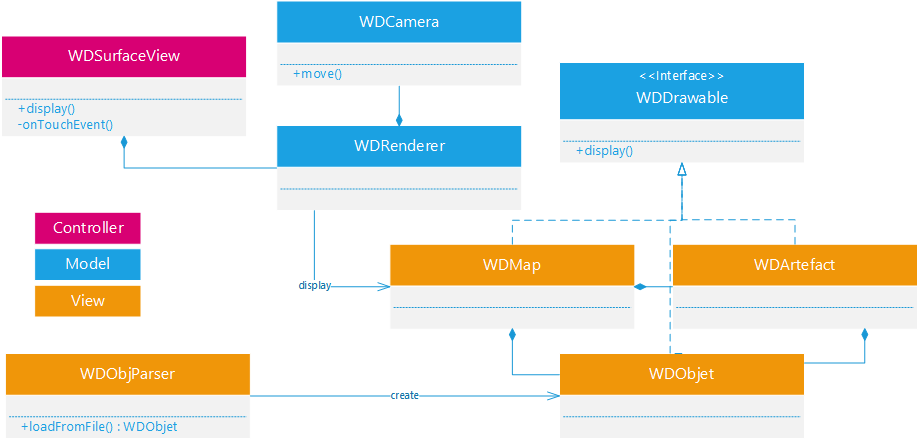 WDCamera
+move()
WDSurfaceView
+display()
-onTouchEvent()
<<Interface>>
WDDrawable
+display()
WDRenderer
Controller
Model
View
display
WDMap
WDArtefact
WDObjParser
+loadFromFile() : WDObjet
create
WDObjet